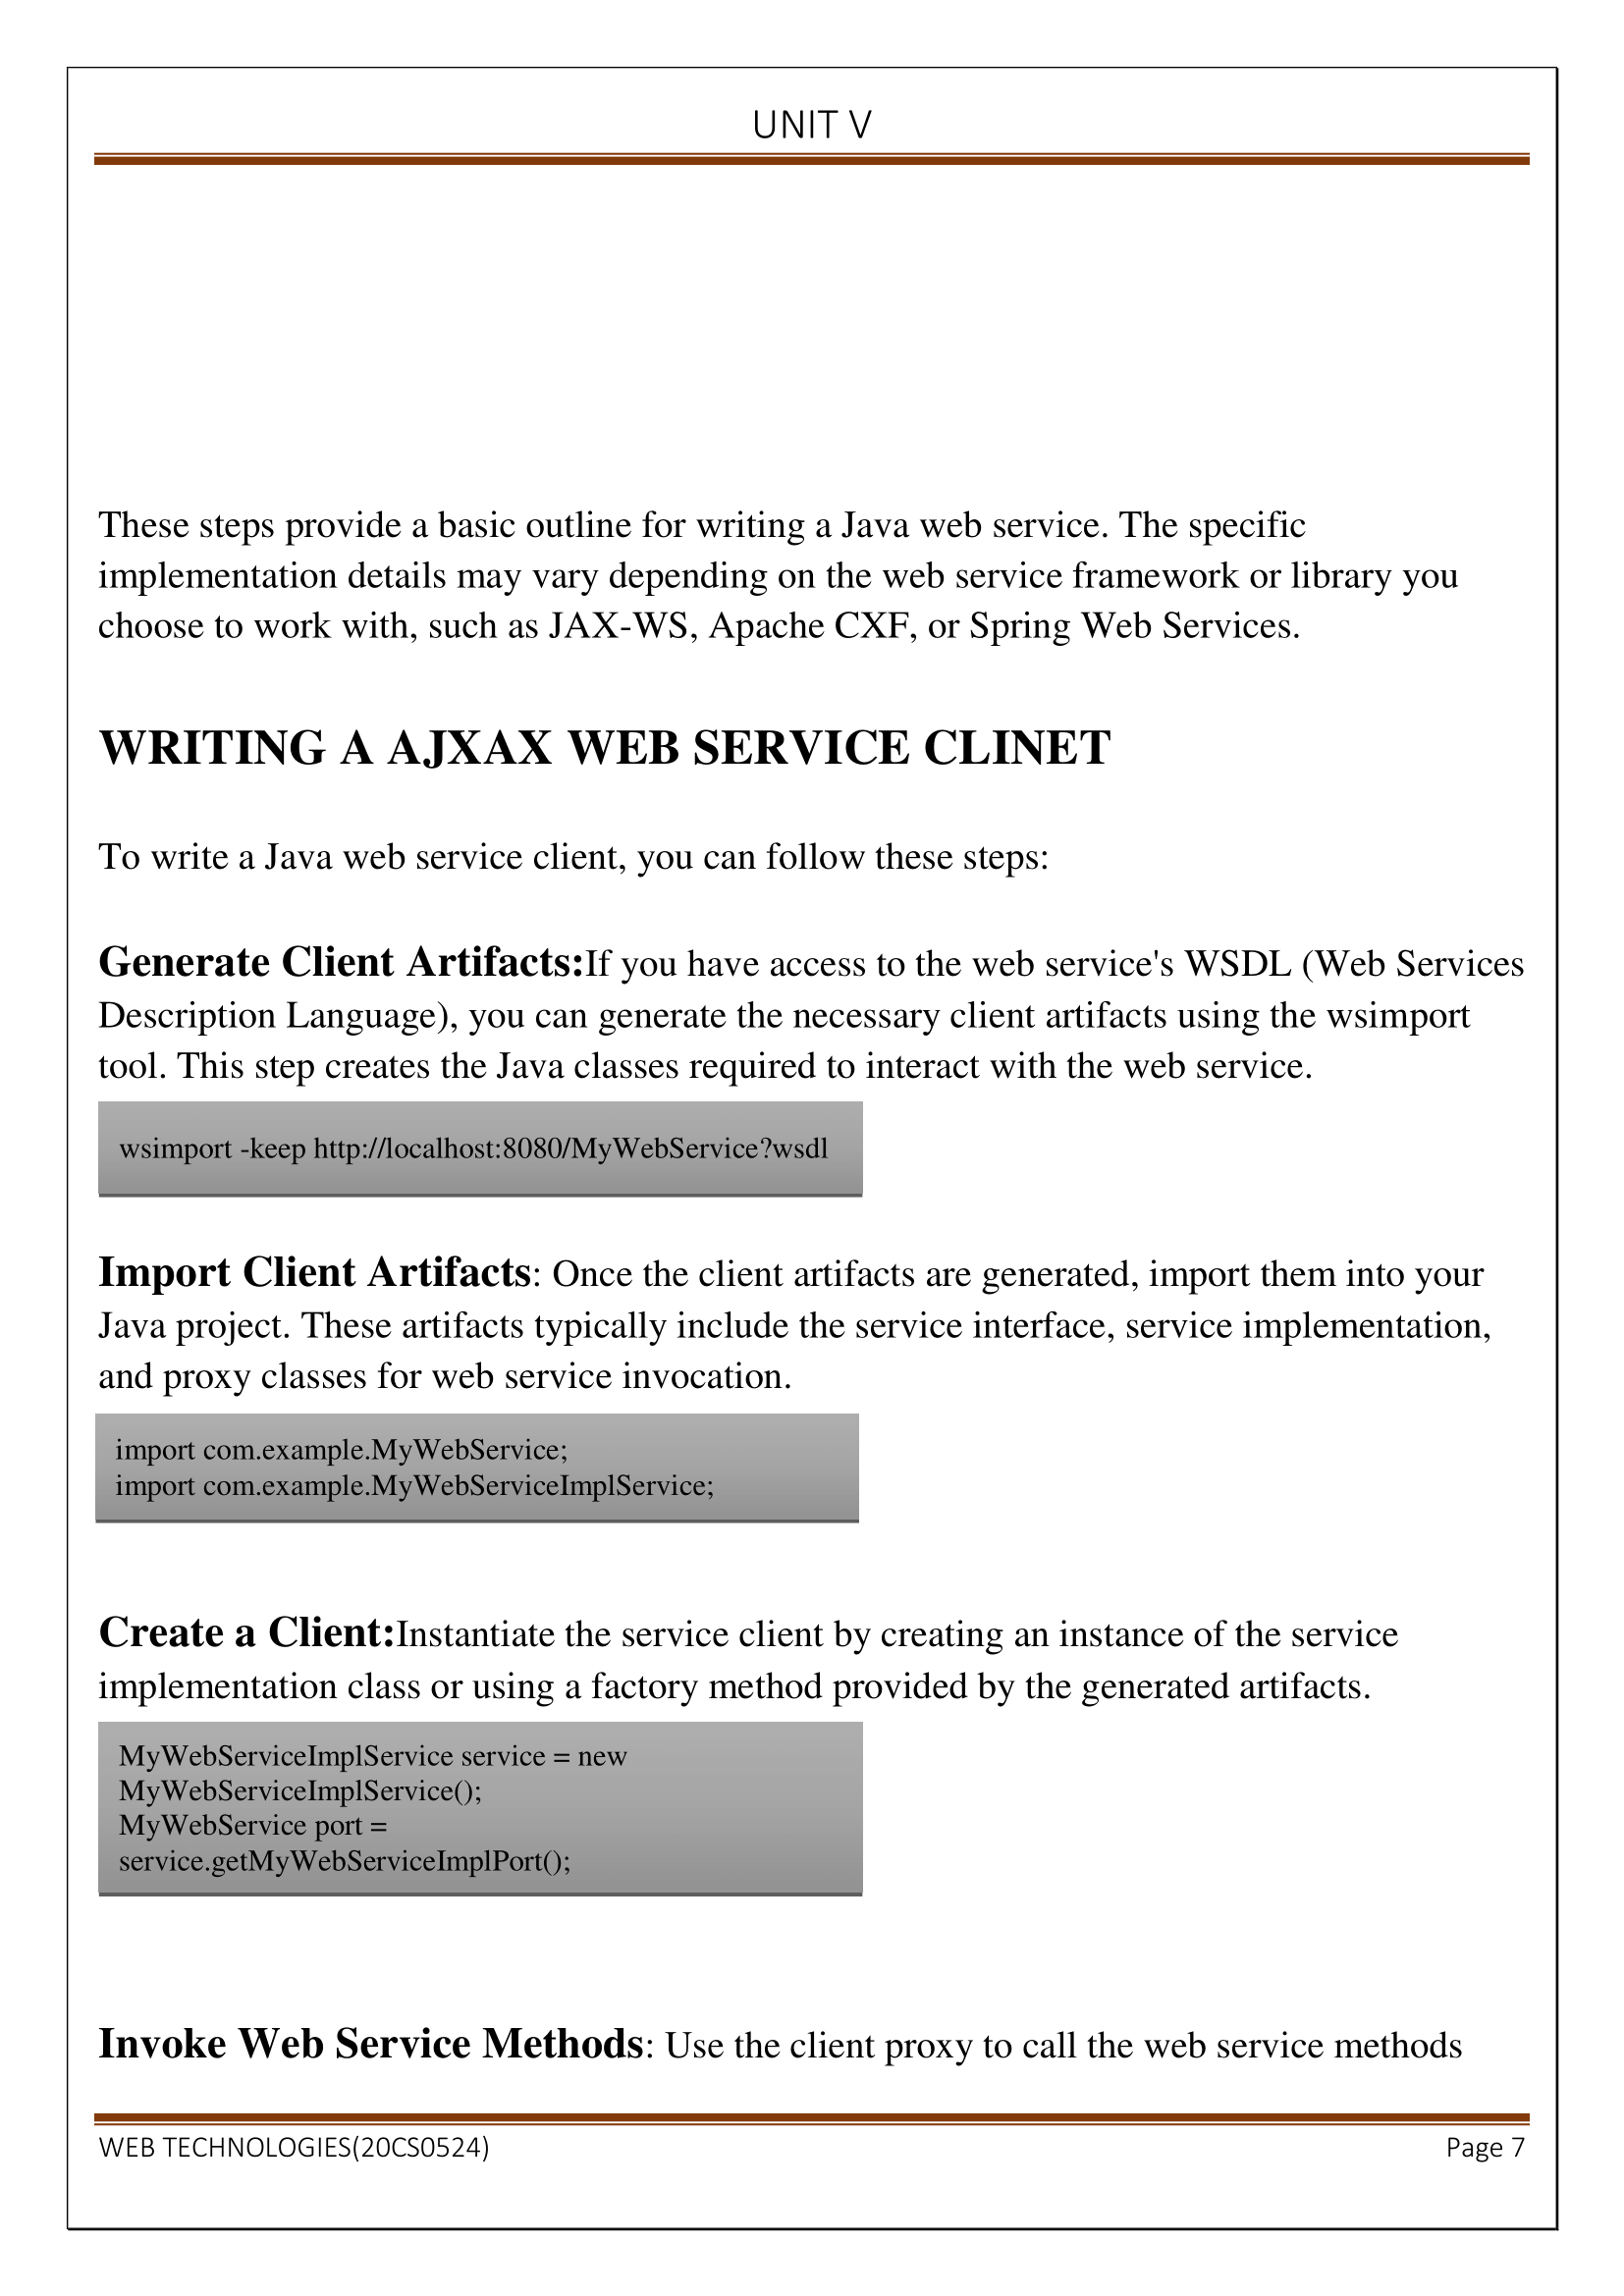 UNIT V
These steps provide a basic outline for writing a Java web service. The specific
implementation details may vary depending on the web service framework or library you
choose to work with, such as JAX-WS, Apache CXF, or Spring Web Services.
WRITING A AJXAX WEB SERVICE CLINET
To write a Java web service client, you can follow these steps:
Generate Client Artifacts:If you have access to the web service's WSDL (Web Services
Description Language), you can generate the necessary client artifacts using the wsimport
tool. This step creates the Java classes required to interact with the web service.
wsimport -keep http://localhost:8080/MyWebService?wsdl
Import Client Artifacts: Once the client artifacts are generated, import them into your
Java project. These artifacts typically include the service interface, service implementation,
and proxy classes for web service invocation.
import com.example.MyWebService;
import com.example.MyWebServiceImplService;
Create a Client:Instantiate the service client by creating an instance of the service
implementation class or using a factory method provided by the generated artifacts.
MyWebServiceImplService service = new
MyWebServiceImplService();
MyWebService port =
service.getMyWebServiceImplPort();
Invoke Web Service Methods: Use the client proxy to call the web service methods
WEB TECHNOLOGIES(20CS0524) Page 7